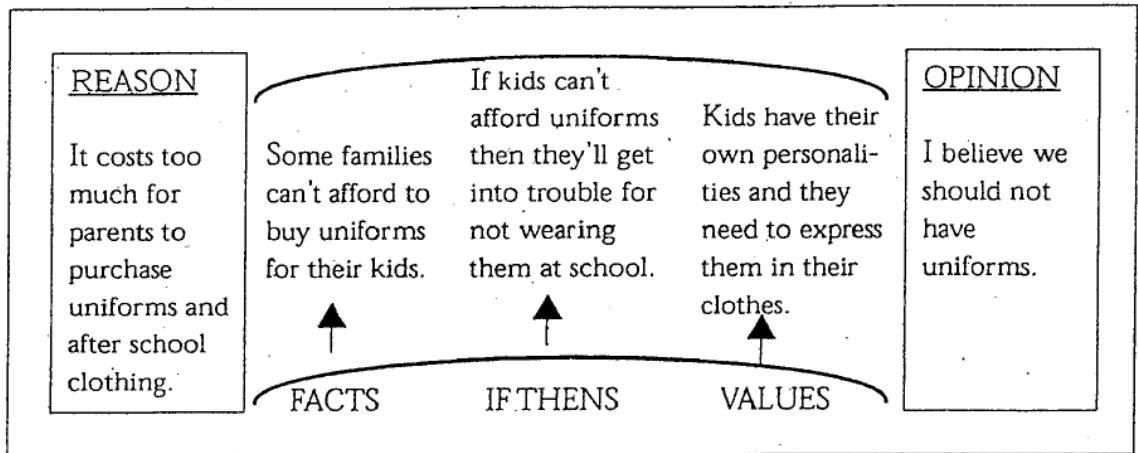 REASON
It costs too
much for
parents to
purchase
uniforms and
after school
clothing.
Some families
can't afford to
buy uniforms
for their kids.
FACTS
If kids can't
afford uniforms
then they'll get
into trouble for
not wearing
them at school.
IF THENS
Kids have their
own personali-
ties and they
need to express
them in their
clothes.
VALUES
OPINION
I believe we
should not
have
uniforms.